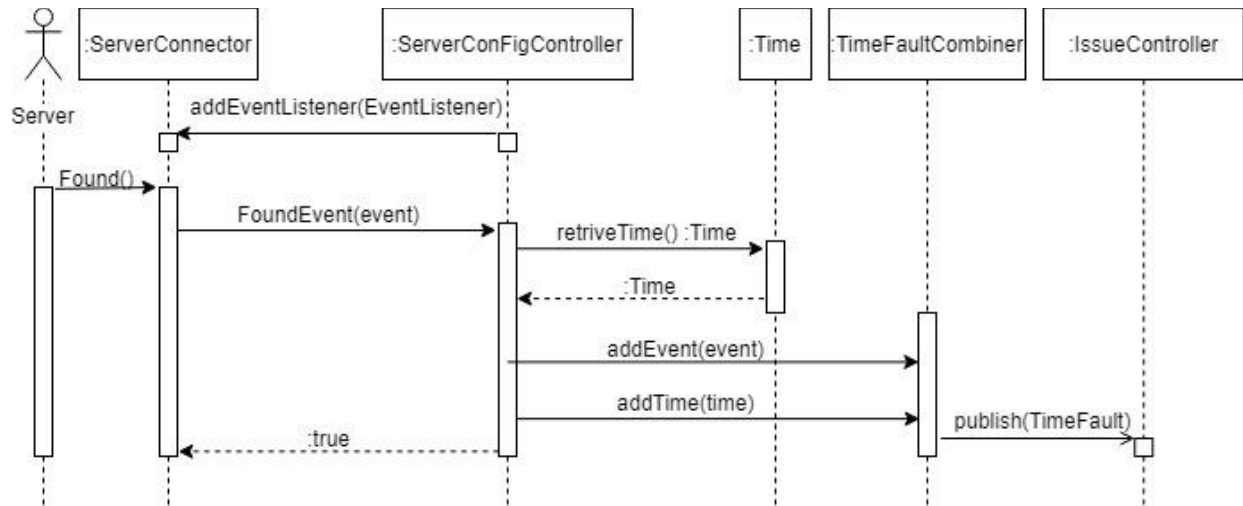 :ServerConnector
:ServerConFigController
:Time
:TimeFaultCombiner
:IssueController
Server
addEventListener(EventListener)
Found()
FoundEvent(event)
retriveTime() :Time
:Time
addEvent(event)
addTime(time)
publish(TimeFault)
:true